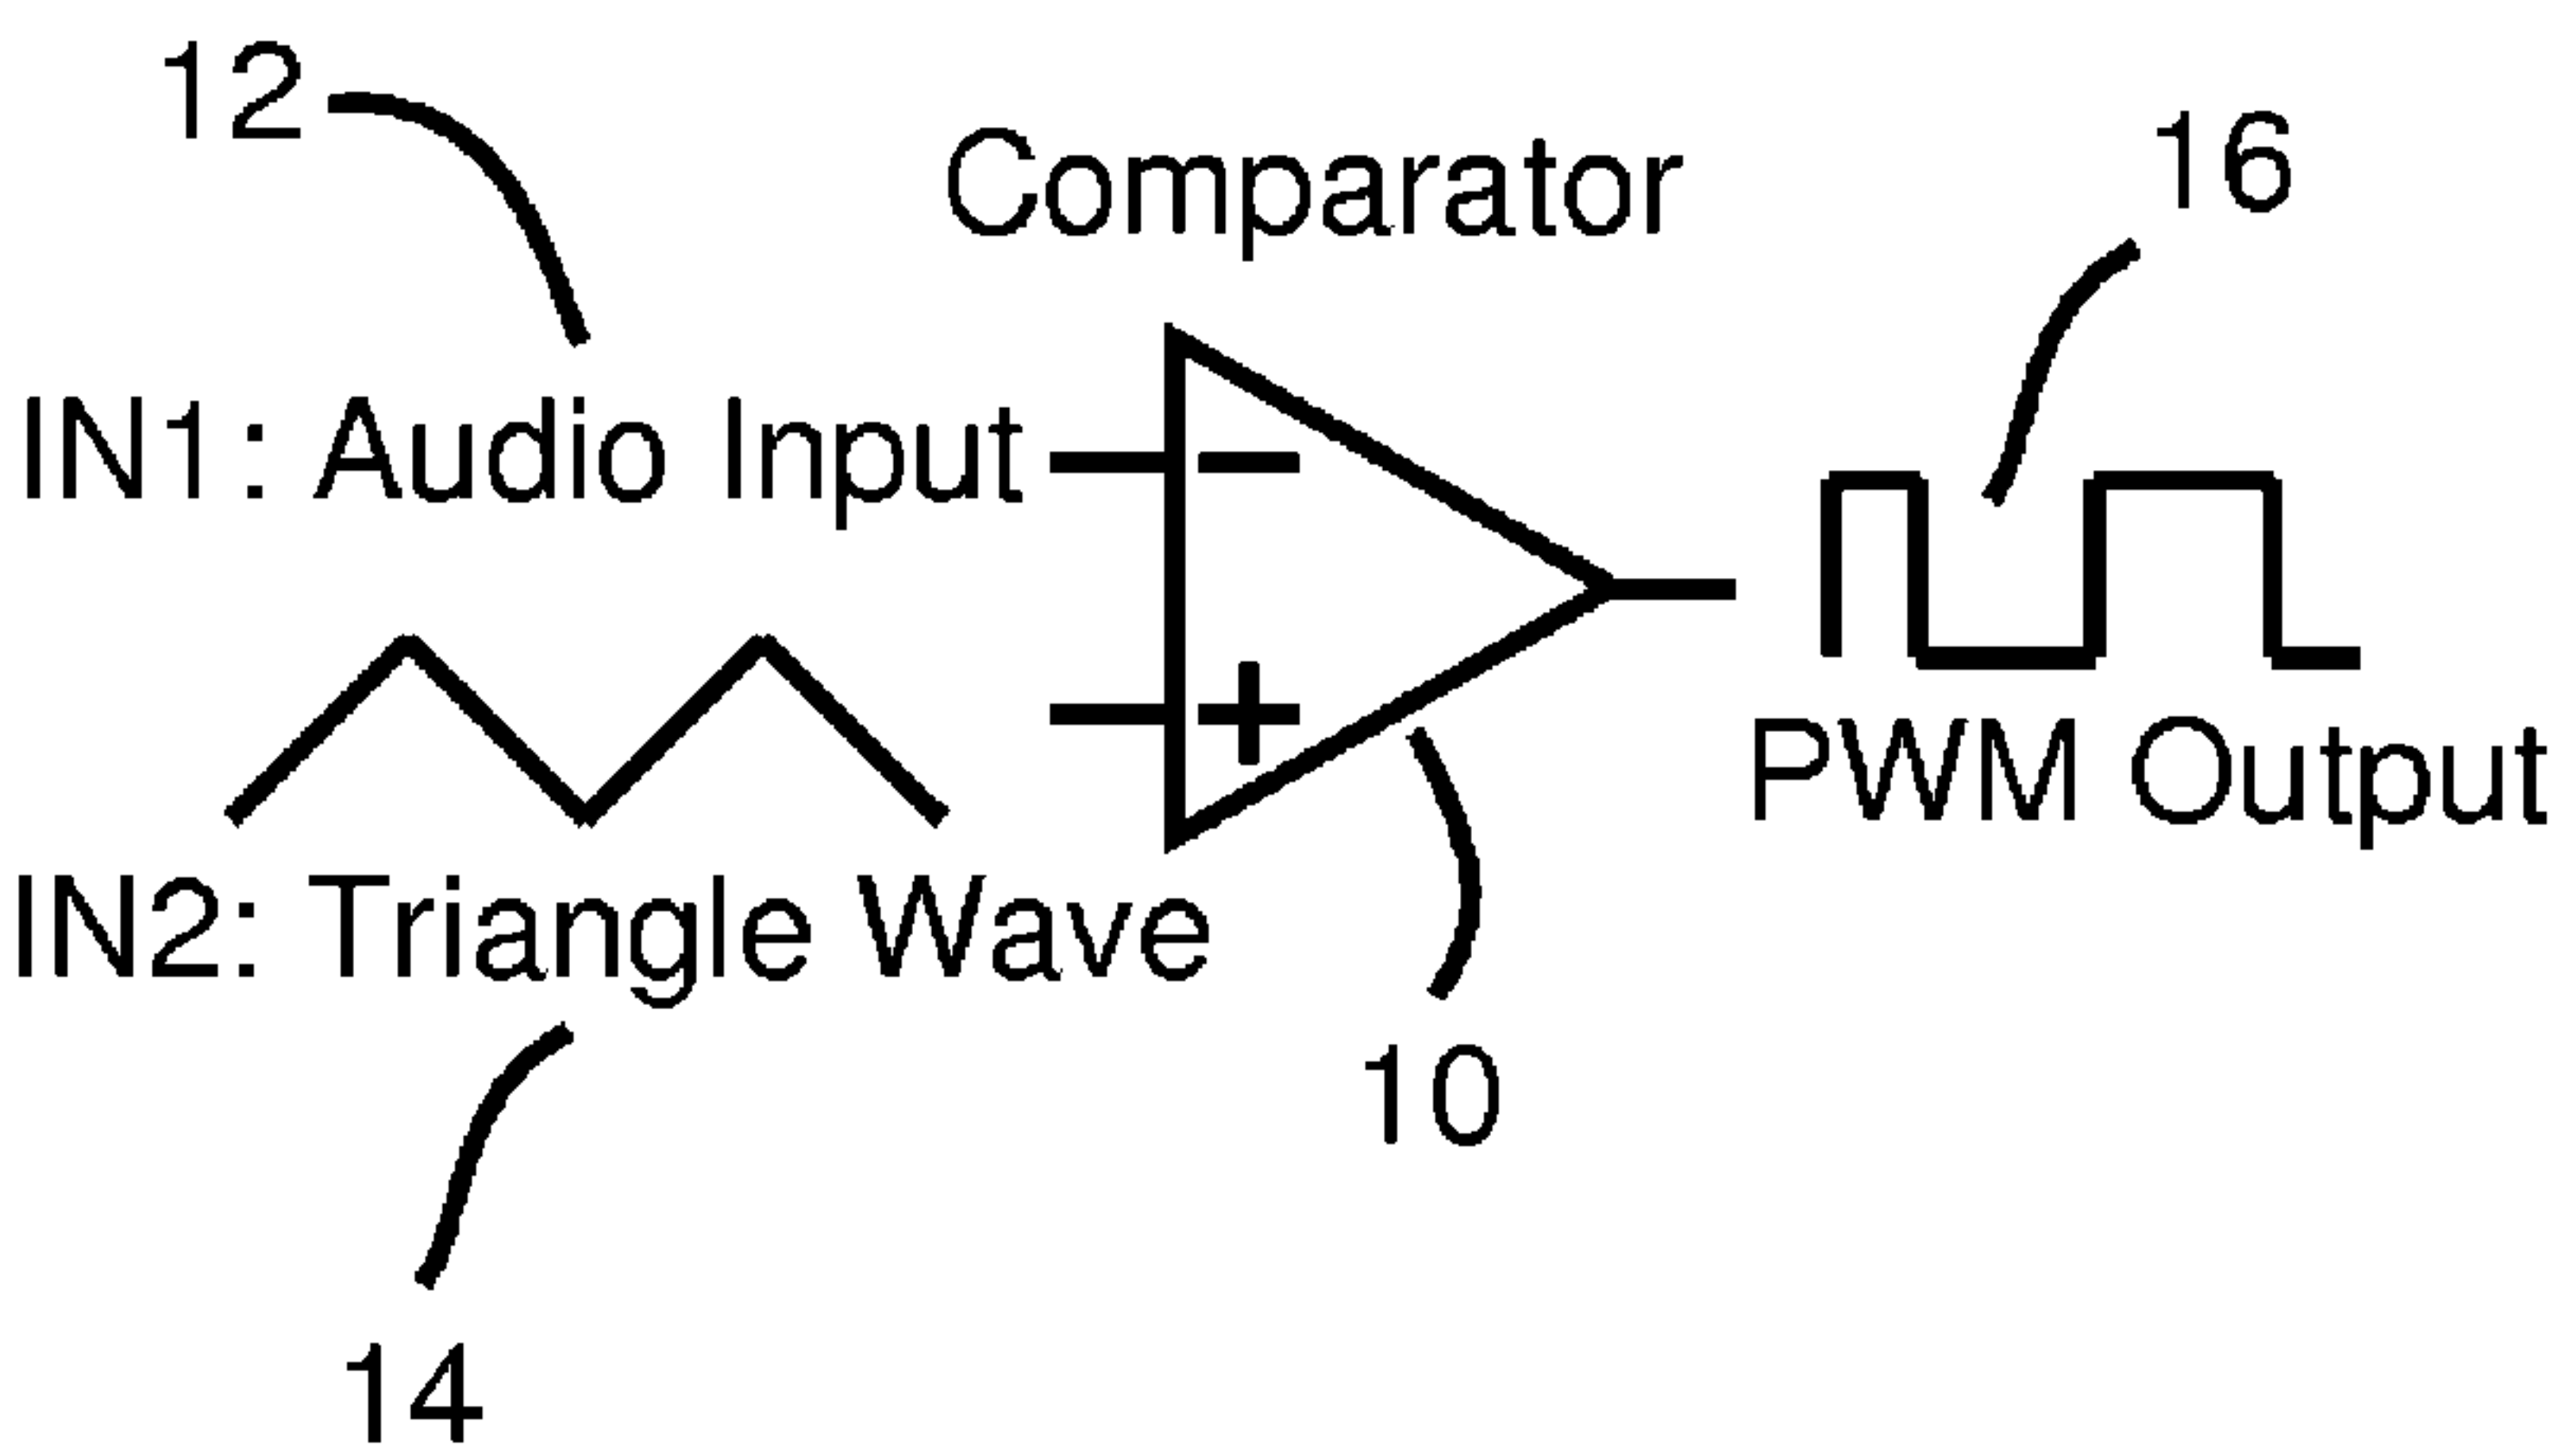 12
Comparator
16
IN1: Audio Input
−
+
PWM Output
IN2: Triangle Wave
10
14